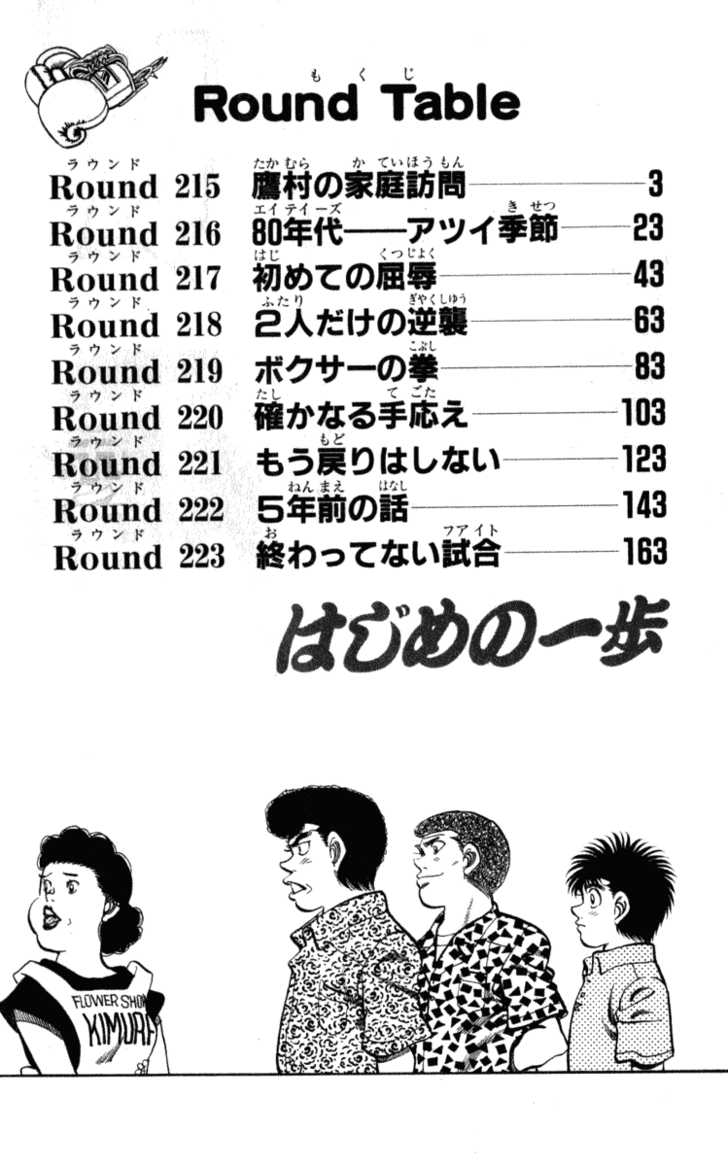 もくじ
Round Table
ラウンド たかむら かていほうもん
Round 215 鷹村の家庭訪問 3
ラウンド エイティーズ きせつ
Round 216 80年代──アツイ季節 23
ラウンド はじ くつじょく
Round 217 初めての屈辱 43
ラウンド ふたり ぎゃくしゅう
Round 218 2人だけの逆襲 63
ラウンド こぶし
Round 219 ボクサーの拳 83
ラウンド たし てごた
Round 220 確かなる手応え 103
ラウンド もど
Round 221 もう戻りはしない 123
ラウンド ねんまえ はなし
Round 222 5年前の話 143
ラウンド お ファイト
Round 223 終わってない試合 163
はじめの一歩
FLOWER SHOP
KIMURA